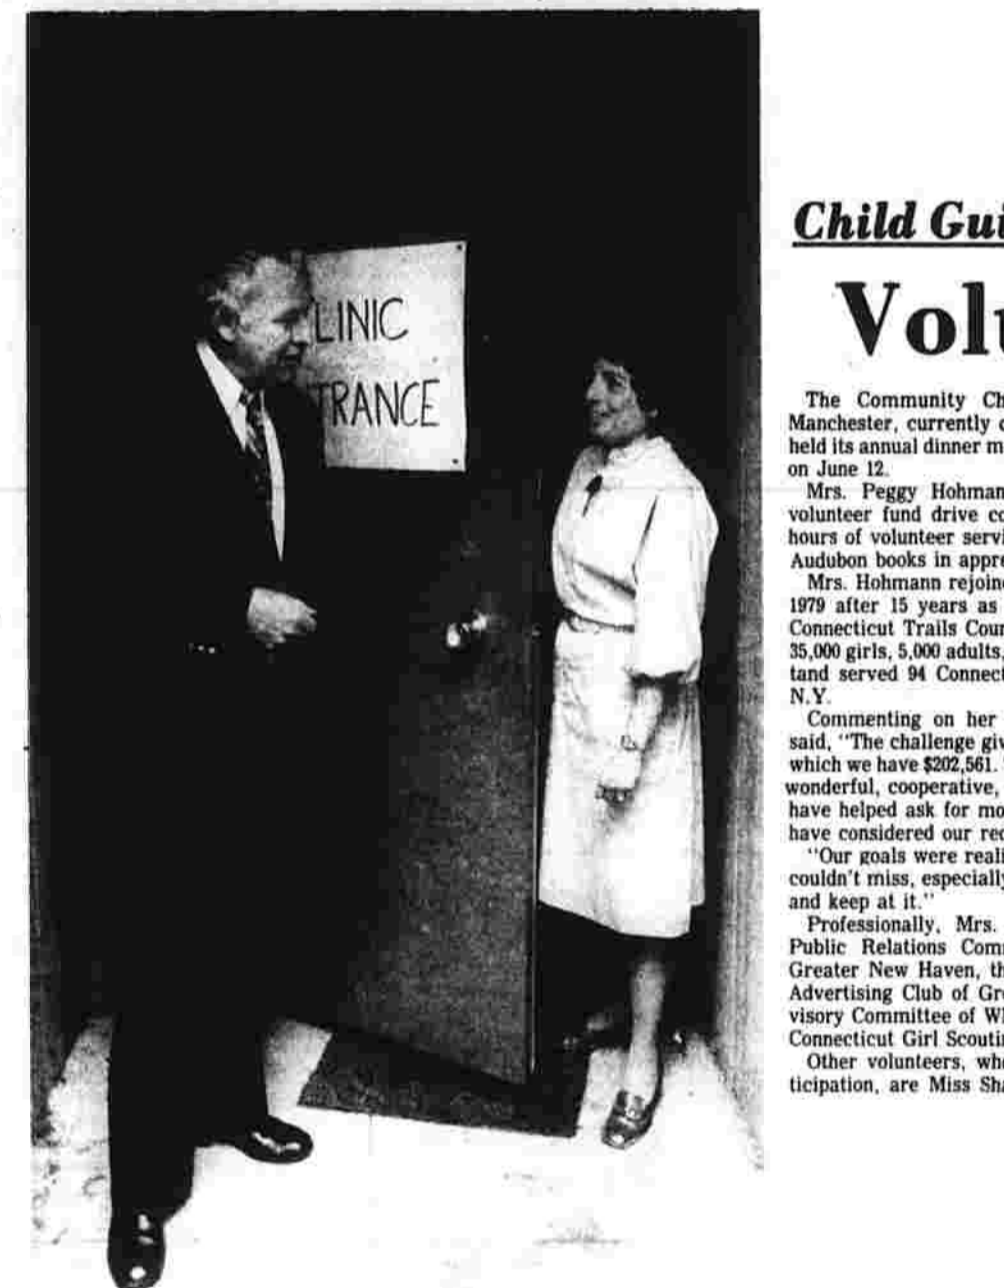 LINIC
TRANCE
Child Gui
Volu
The Community Ch
Manchester, currently c
held its annual dinner m
on June 12.
Mrs. Peggy Hohman
volunteer fund drive co
hours of volunteer servi
Audubon books in appre
Mrs. Hohmann rejoine
1979 after 15 years as
Connecticut Trails Cour
35,000 girls, 5,000 adults,
tand served 94 Connect
N.Y.
Commenting on her
said, "The challenge giv
which we have $202,561.
wonderful, cooperative,
have helped ask for mo
have considered our rec
"Our goals were reali
couldn't miss, especially
and keep at it."
Professionally, Mrs.
Public Relations Comr
Greater New Haven, th
Advertising Club of Gre
visory Committee of Wl
Connecticut Girl Scoutin
Other volunteers, who
ticipation, are Miss Sha